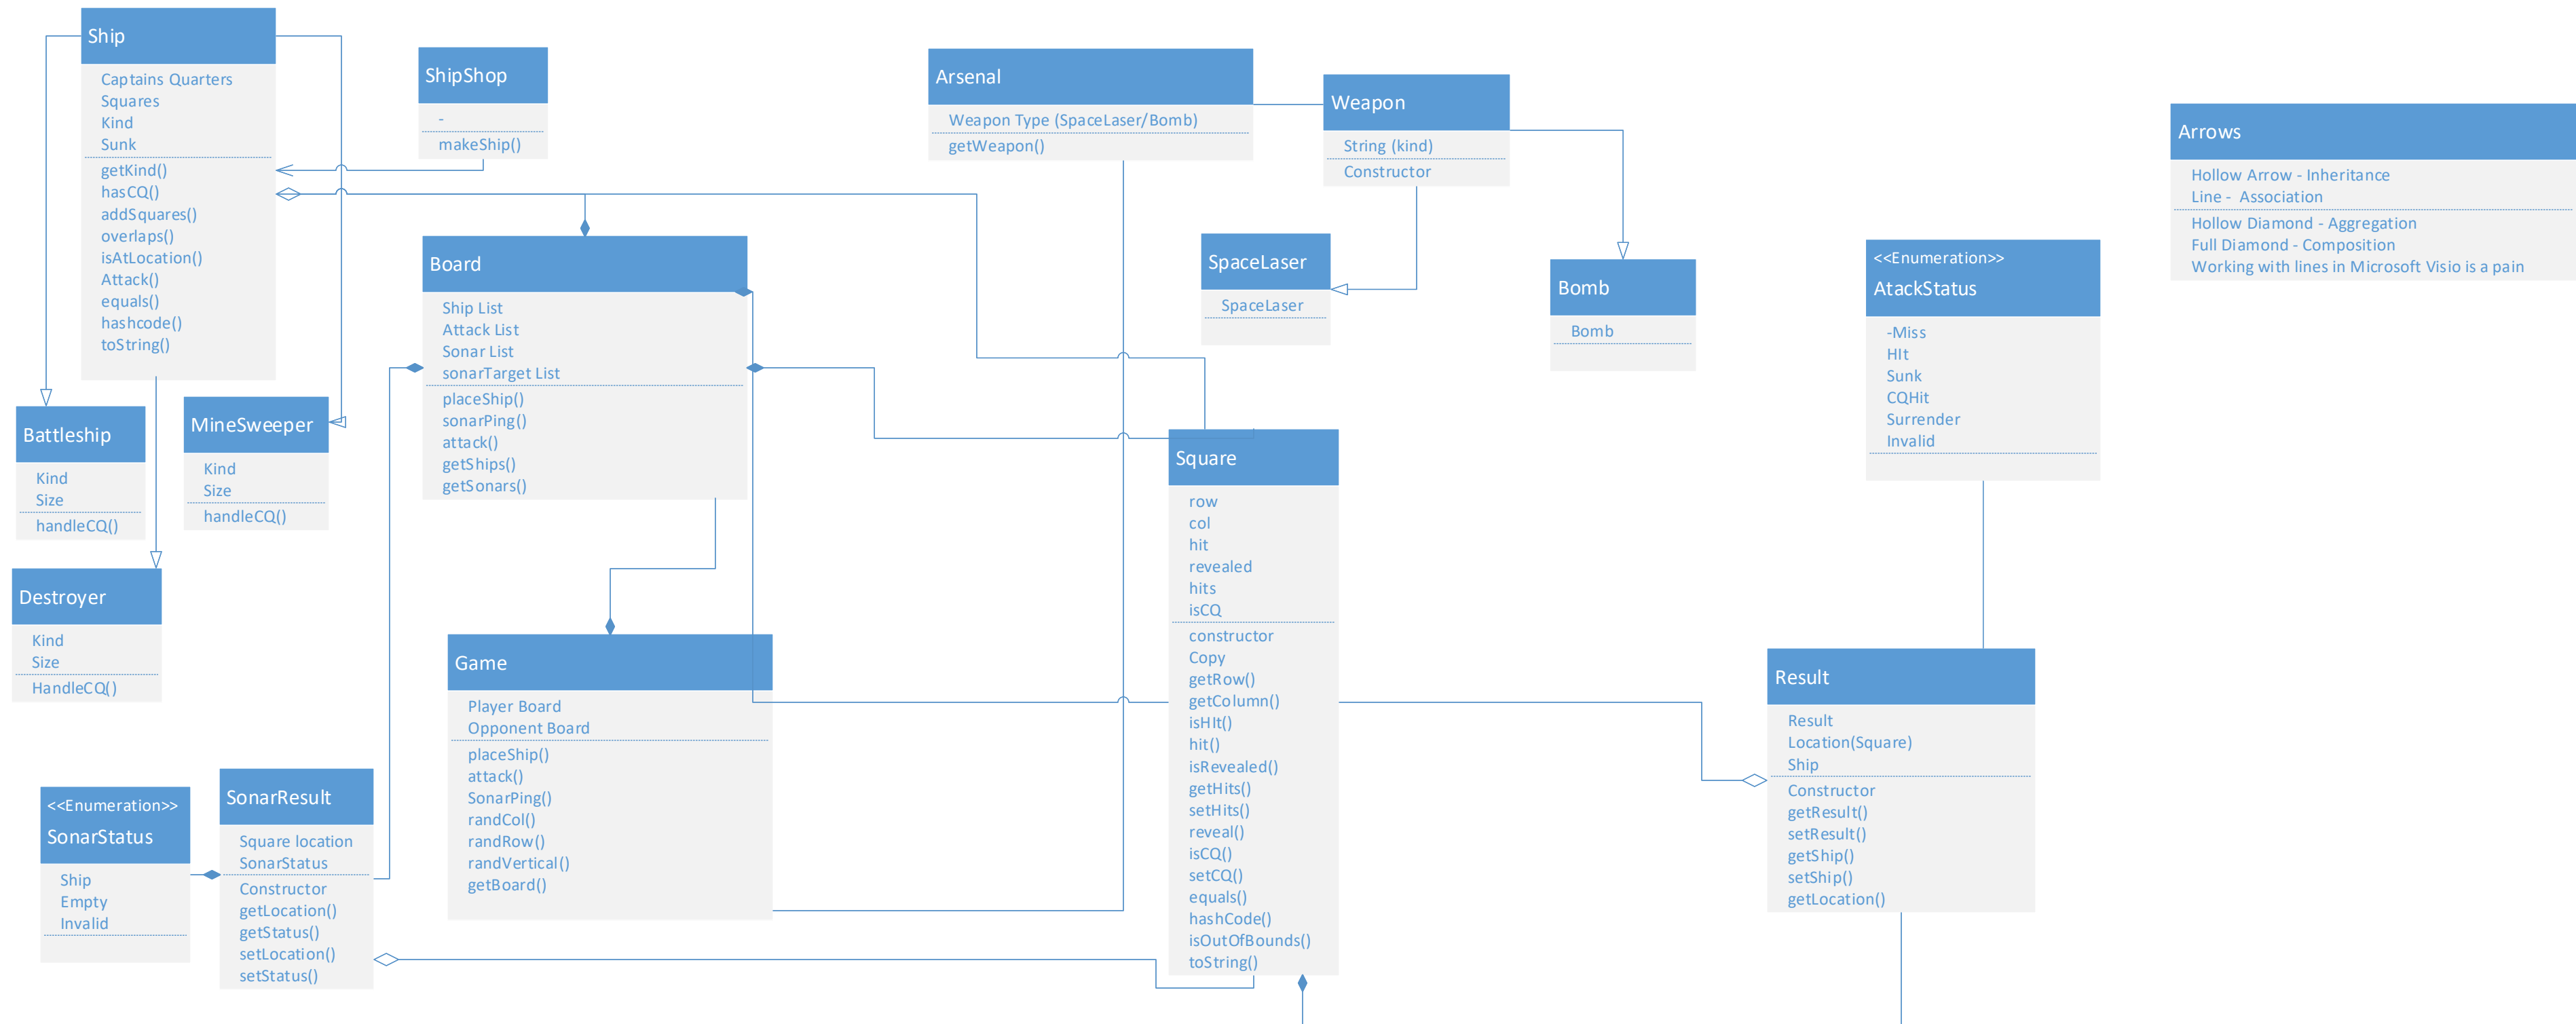 Ship
Captains Quarters
Squares
Kind
Sunk
getKind()
hasCQ()
addSquares()
overlaps()
isAtLocation()
Attack()
equals()
hashcode()
toString()
ShipShop
-
makeShip()
Arsenal
Weapon Type (SpaceLaser/Bomb)
getWeapon()
Weapon
String (kind)
Constructor
Arrows
Hollow Arrow - Inheritance
Line - Association
Hollow Diamond - Aggregation
Full Diamond - Composition
Working with lines in Microsoft Visio is a pain
Board
Ship List
Attack List
Sonar List
sonarTarget List
placeShip()
sonarPing()
attack()
getShips()
getSonars()
SpaceLaser
SpaceLaser
Bomb
Bomb
<<Enumeration>>
AtackStatus
-Miss
HIt
Sunk
CQHit
Surrender
Invalid
Battleship
Kind
Size
handleCQ()
MineSweeper
Kind
Size
handleCQ()
Square
row
col
hit
revealed
hits
isCQ
constructor
Copy
getRow()
getColumn()
isHIt()
hit()
isRevealed()
getHits()
setHits()
reveal()
isCQ()
setCQ()
equals()
hashCode()
isOutOfBounds()
toString()
Destroyer
Kind
Size
HandleCQ()
Game
Player Board
Opponent Board
placeShip()
attack()
SonarPing()
randCol()
randRow()
randVertical()
getBoard()
Result
Result
Location(Square)
Ship
Constructor
getResult()
setResult()
getShip()
setShip()
getLocation()
<<Enumeration>>
SonarStatus
Ship
Empty
Invalid
SonarResult
Square location
SonarStatus
Constructor
getLocation()
getStatus()
setLocation()
setStatus()